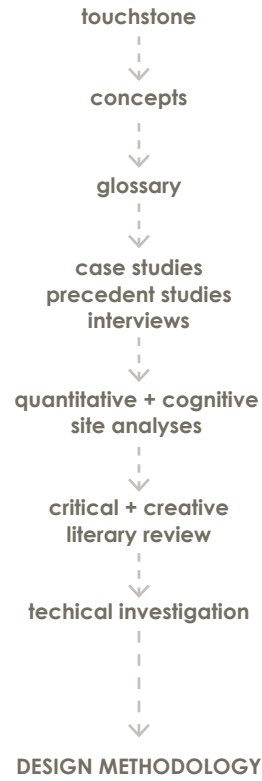 touchstone
concepts
glossary
case studies
precedent studies
interviews
quantitative + cognitive
site analyses
critical + creative
literary review
techical investigation
DESIGN METHODOLOGY